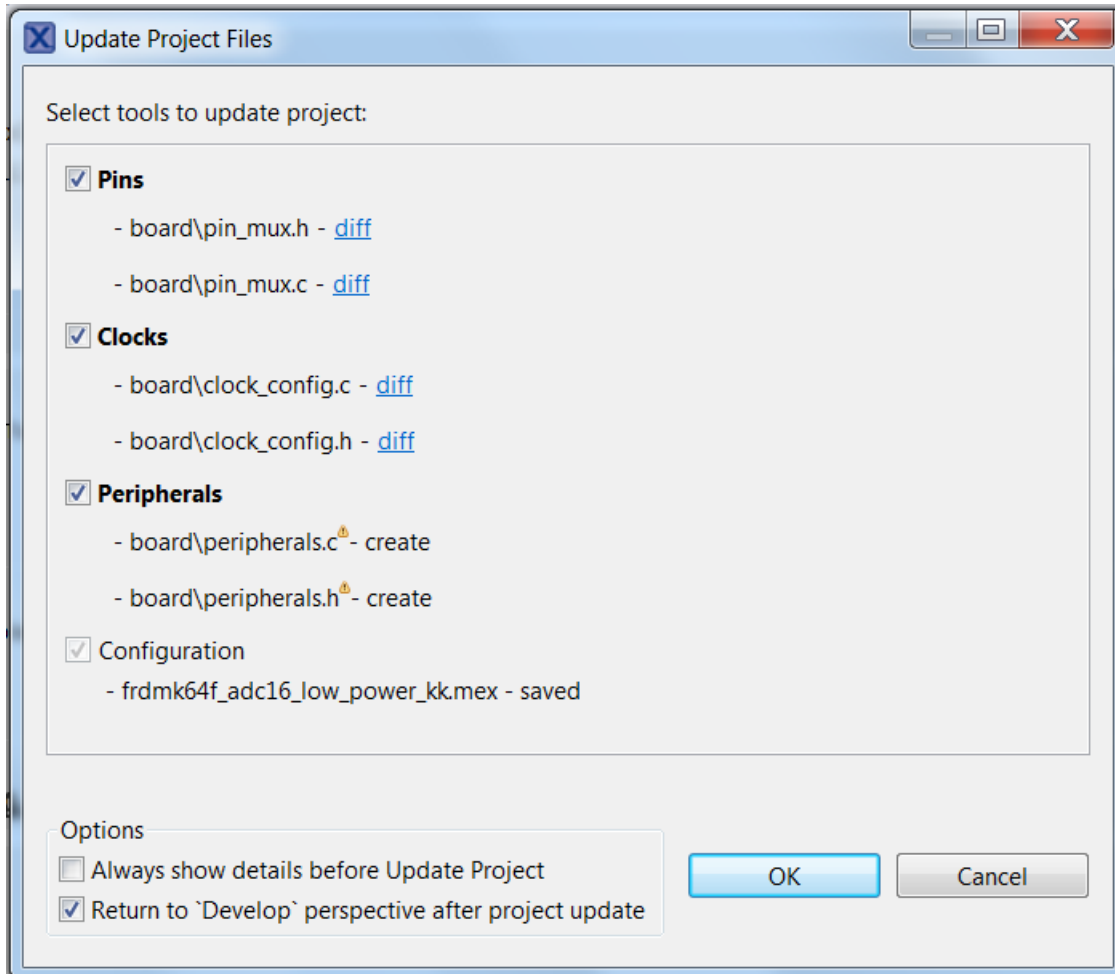 Update Project Files
Select tools to update project:
Pins
- board\pin_mux.h - diff
- board\pin_mux.c - diff
Clocks
- board\clock_config.c - diff
- board\clock_config.h - diff
Peripherals
- board\peripherals.c - create
- board\peripherals.h - create
Configuration
- frdmk64f_adc16_low_power_kk.mex - saved
Options
Always show details before Update Project
Return to `Develop` perspective after project update
OK
Cancel